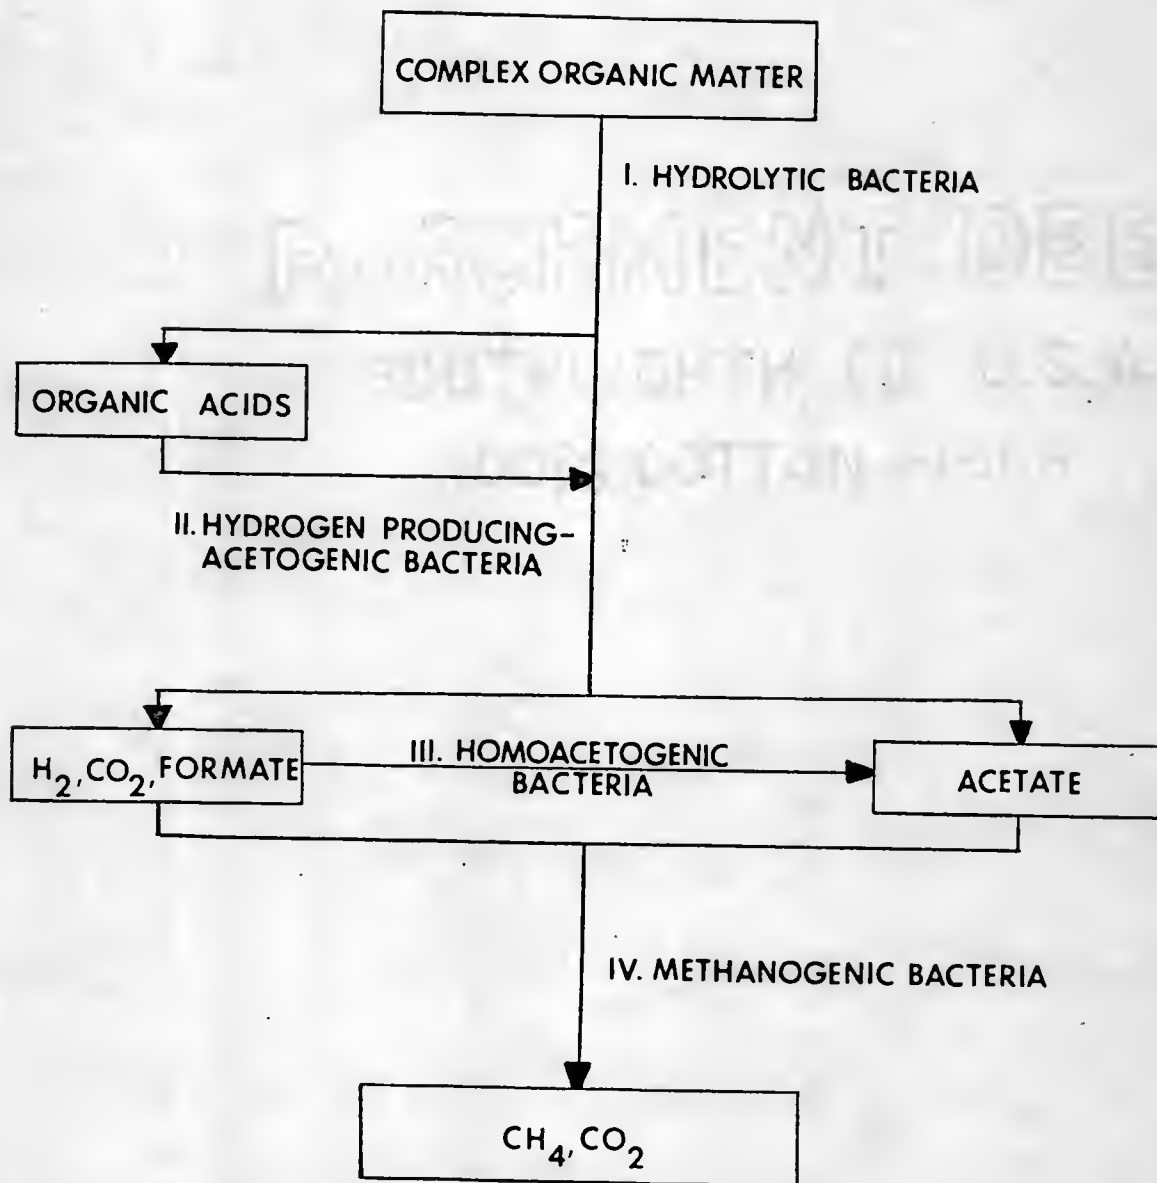 COMPLEX ORGANIC MATTER
I. HYDROLYTIC BACTERIA
ORGANIC ACIDS
II. HYDROGEN PRODUCING-
ACETOGENIC BACTERIA
H₂, CO₂, FORMATE
III. HOMOACETOGENIC
BACTERIA
ACETATE
IV. METHANOGENIC BACTERIA
CH₄, CO₂